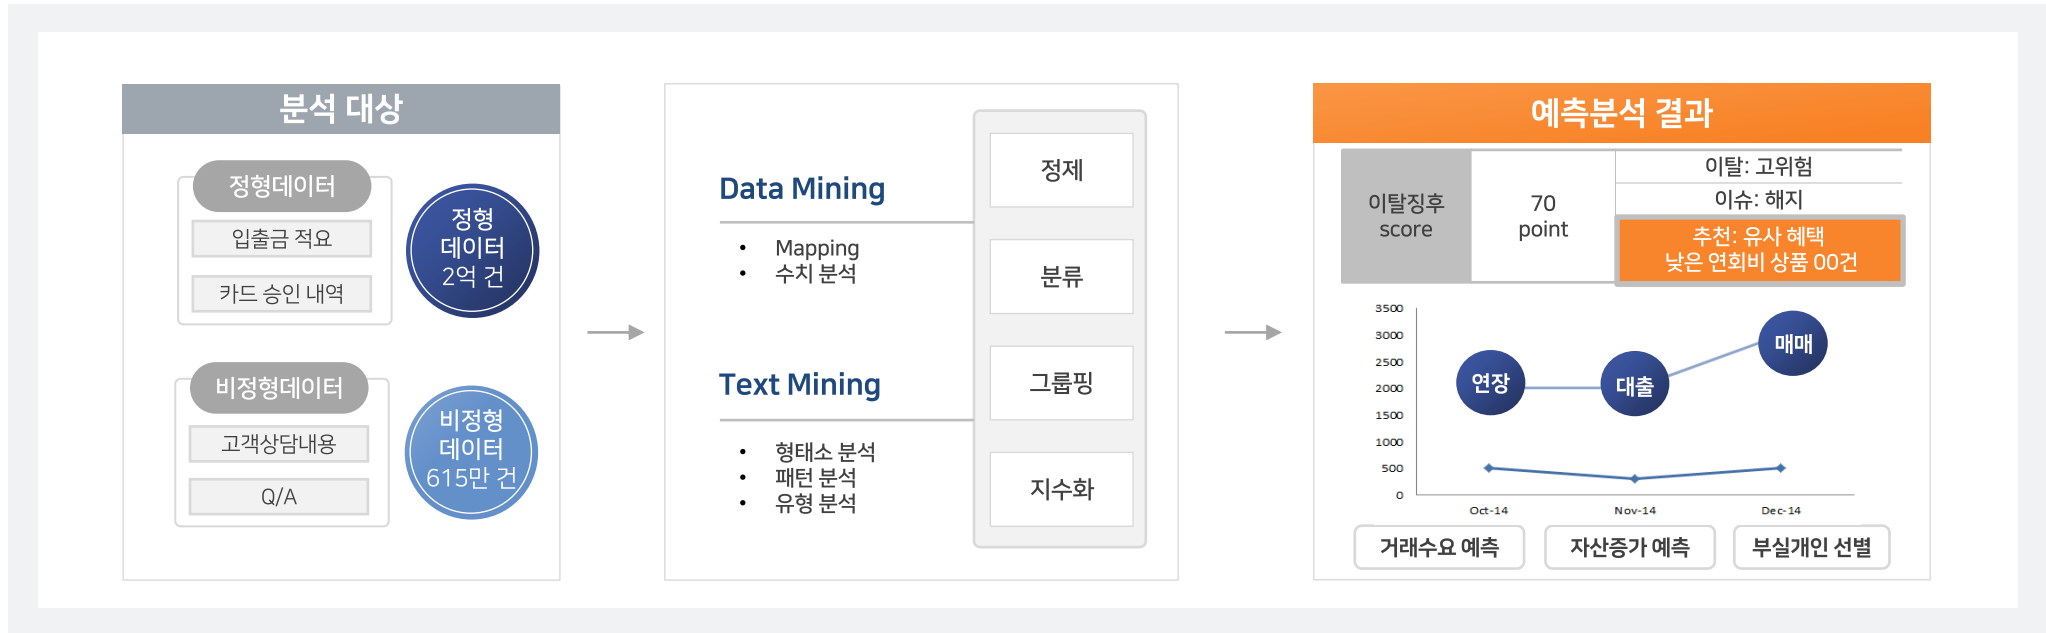 분석 대상
정형데이터
입출금 적요
카드 승인 내역
정형
데이터
2억 건
비정형데이터
고객상담내용
Q/A
비정형
데이터
615만 건
Data Mining
• Mapping
• 수치 분석
Text Mining
• 형태소 분석
• 패턴 분석
• 유형 분석
정제
분류
그룹핑
지수화
예측분석 결과
이탈징후
score
70
point
이탈: 고위험
이슈: 해지
추천: 유사 혜택
낮은 연회비 상품 00건
3500
3000
2500
2000
1500
1000
500
0
연장
대출
매매
Oct-14
Nov-14
Dec-14
거래수요 예측
자산증가 예측
부실개인 선별